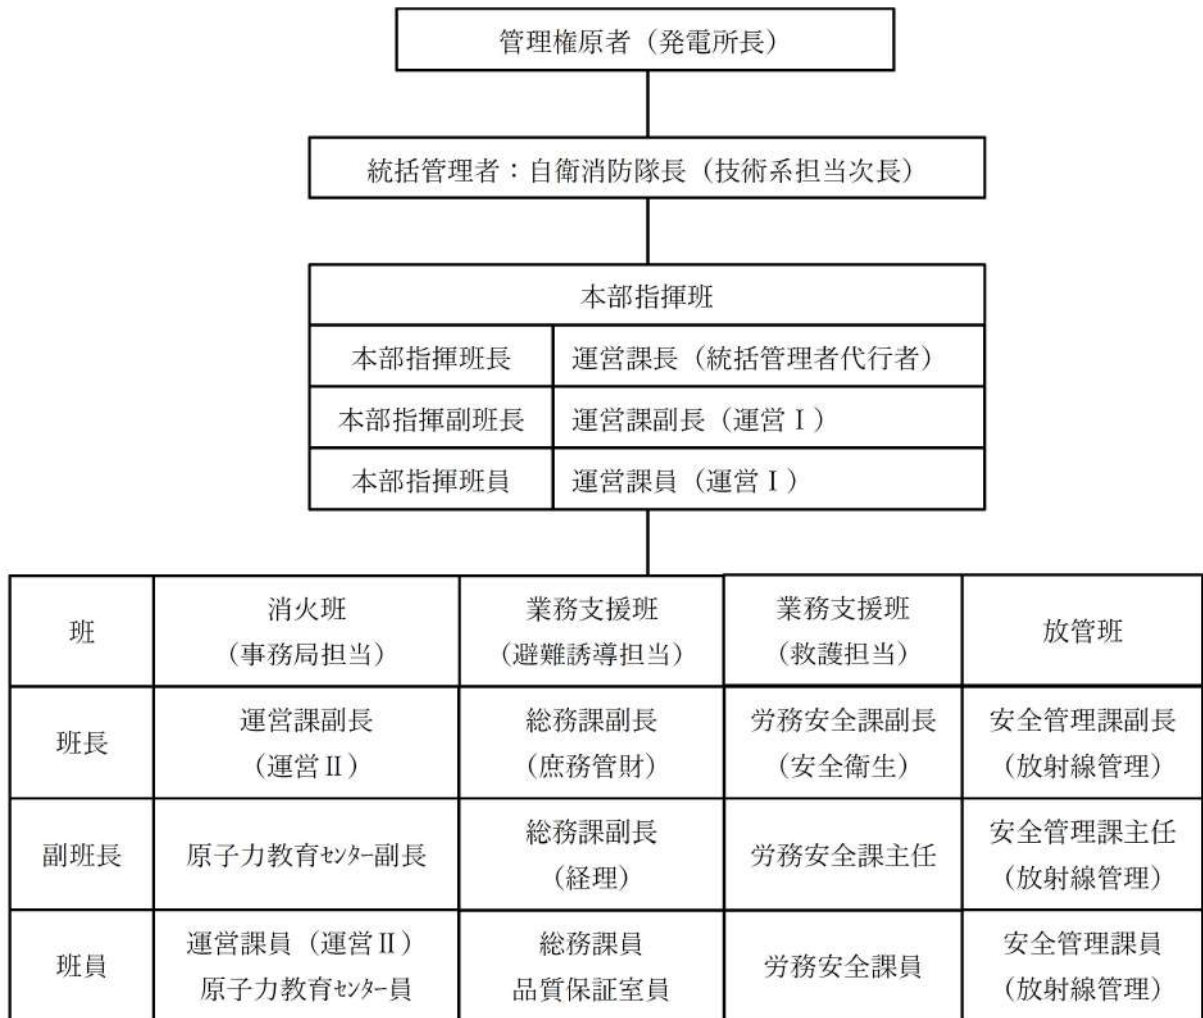 管理権原者（発電所長）
統括管理者：自衛消防隊長（技術系担当次長）
本部指揮班
本部指揮班長 運営課長（統括管理者代行者）
本部指揮副班長 運営課副長（運営Ⅰ）
本部指揮班員 運営課員（運営Ⅰ）
班
消火班
（事務局担当）
業務支援班
（避難誘導担当）
業務支援班
（救護担当）
放管班
班長
運営課副長
（運営Ⅱ）
総務課副長
（庶務管財）
労務安全課副長
（安全衛生）
安全管理課副長
（放射線管理）
副班長
原子力教育ｾﾝﾀｰ副長
総務課副長
（経理）
労務安全課主任
安全管理課主任
（放射線管理）
班員
運営課員（運営Ⅱ）
原子力教育ｾﾝﾀｰ員
総務課員
品質保証室員
労務安全課員
安全管理課員
（放射線管理）